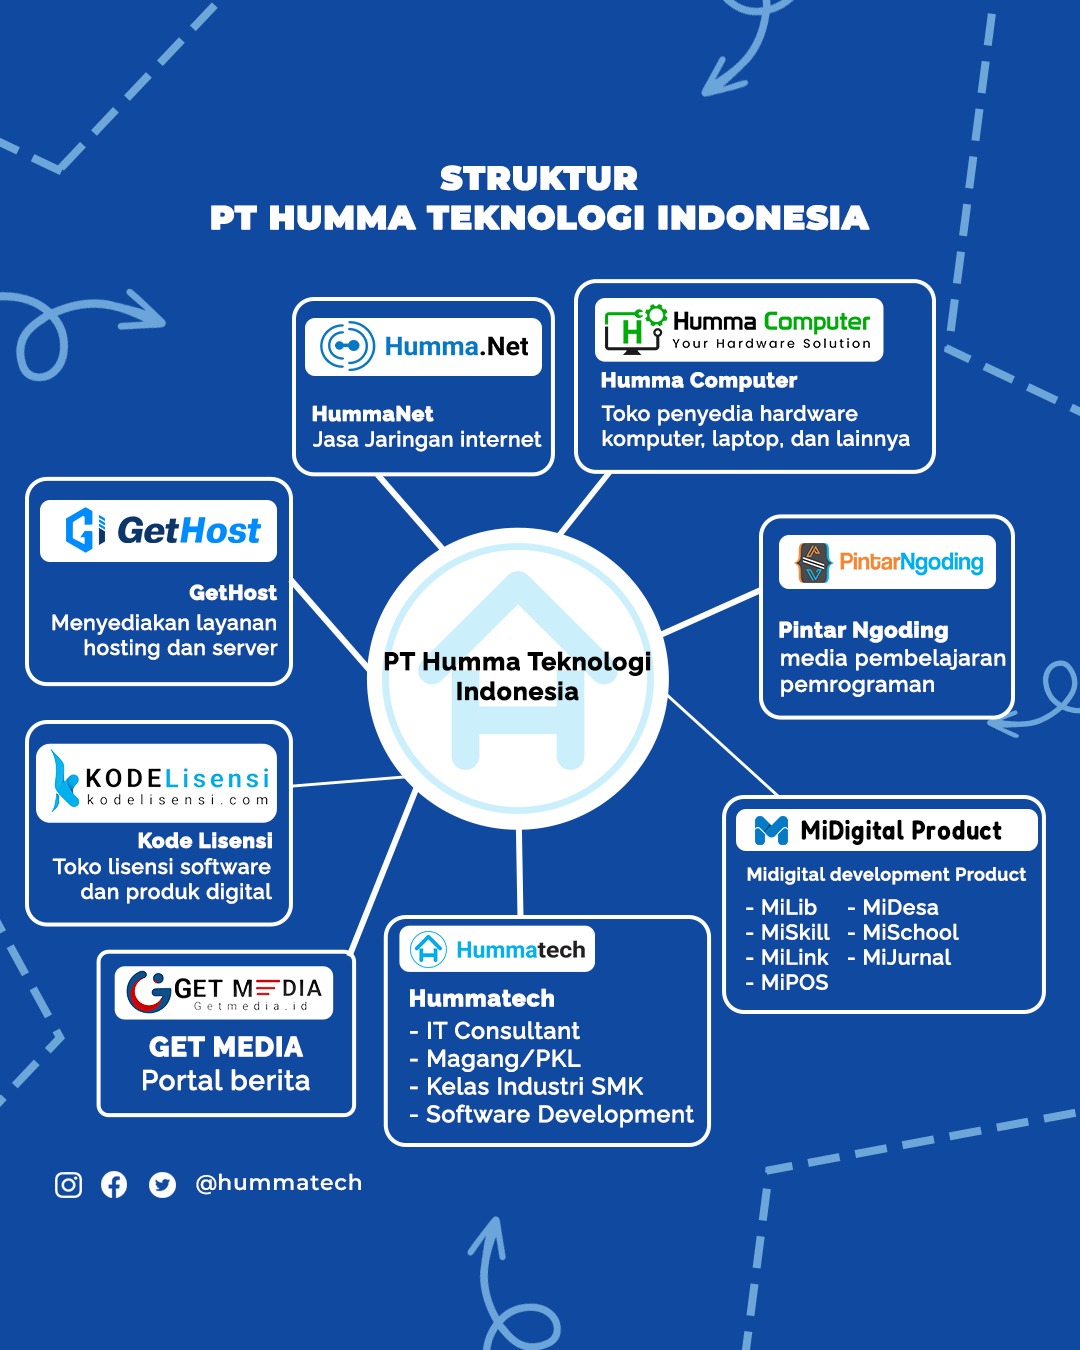 STRUKTUR
PT HUMMA TEKNOLOGI INDONESIA
Humma.Net
HummaNet
Jasa Jaringan internet
H
Humma Computer
Your Hardware Solution
Humma Computer
Toko penyedia hardware
komputer, laptop, dan lainnya
GetHost
GetHost
Menyediakan layanan
hosting dan server
PintarNgoding
Pintar Ngoding
media pembelajaran
pemrograman
PT Humma Teknologi
Indonesia
KODELisensi
kodelisensi.com
Kode Lisensi
Toko lisensi software
dan produk digital
MiDigital Product
Midigital development Product
- MiLib - MiDesa
- MiSkill - MiSchool
- MiLink - MiJurnal
- MiPOS
GET MEDIA
Getmedia.id
GET MEDIA
Portal berita
Hummatech
Hummatech
- IT Consultant
- Magang/PKL
- Kelas Industri SMK
- Software Development
@hummatech